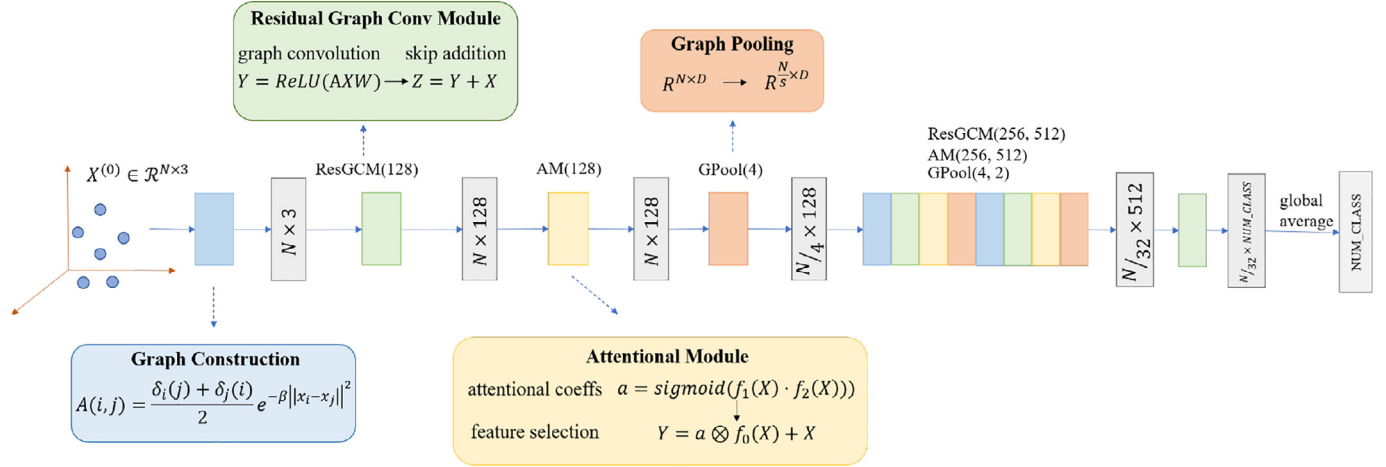 Residual Graph Conv Module
graph convolution skip addition
Y = ReLU(AXW) → Z = Y + X
Graph Pooling
R^{N×D} → R^{\frac{N}{s}×D}
X^{(0)} ∈ ℛ^{N×3}
ResGCM(128)
AM(128)
GPool(4)
ResGCM(256, 512)
AM(256, 512)
GPool(4, 2)
N × 3
N × 128
N × 128
N/4 × 128
N/32 × 512
N/32 × NUM_CLASS
global
average
NUM_CLASS
Graph Construction
A(i,j) = \frac{δ_i(j) + δ_j(i)}{2} e^{-β||x_i-x_j||^2}
Attentional Module
attentional coeffs a = sigmoid(f_1(X) · f_2(X)))
feature selection Y = a ⊗ f_0(X) + X